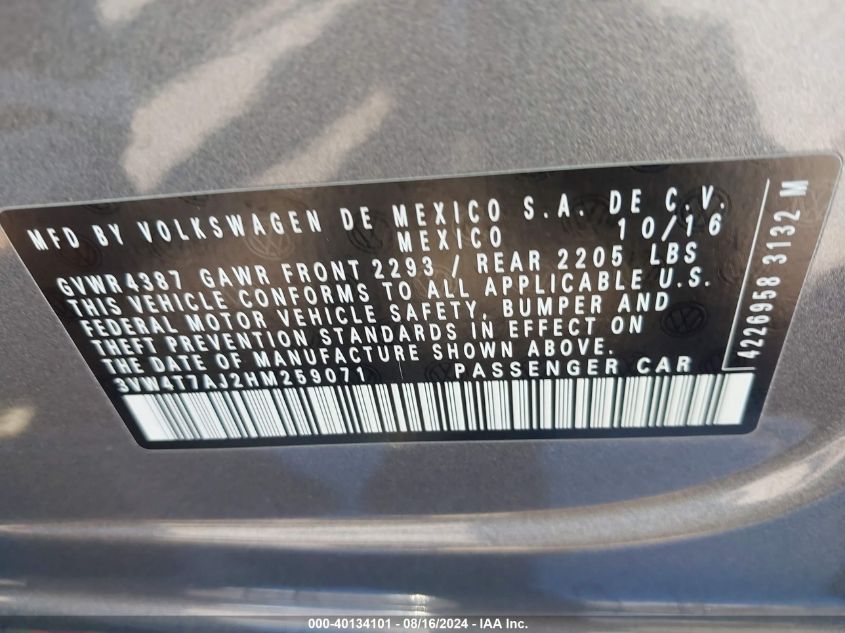 MFD BY VOLKSWAGEN DE MEXICO S.A. DE C.V.
MEXICO 10/16
GVWR4387 GAWR FRONT 2293 / REAR 2205 LBS
THIS VEHICLE CONFORMS TO ALL APPLICABLE U.S.
FEDERAL MOTOR VEHICLE SAFETY, BUMPER AND
THEFT PREVENTION STANDARDS IN EFFECT ON
THE DATE OF MANUFACTURE SHOWN ABOVE.
3VW4T7AJ2HM259071 PASSENGER CAR
4226958 3132 M
000-40134101 - 08/16/2024 - IAA Inc.